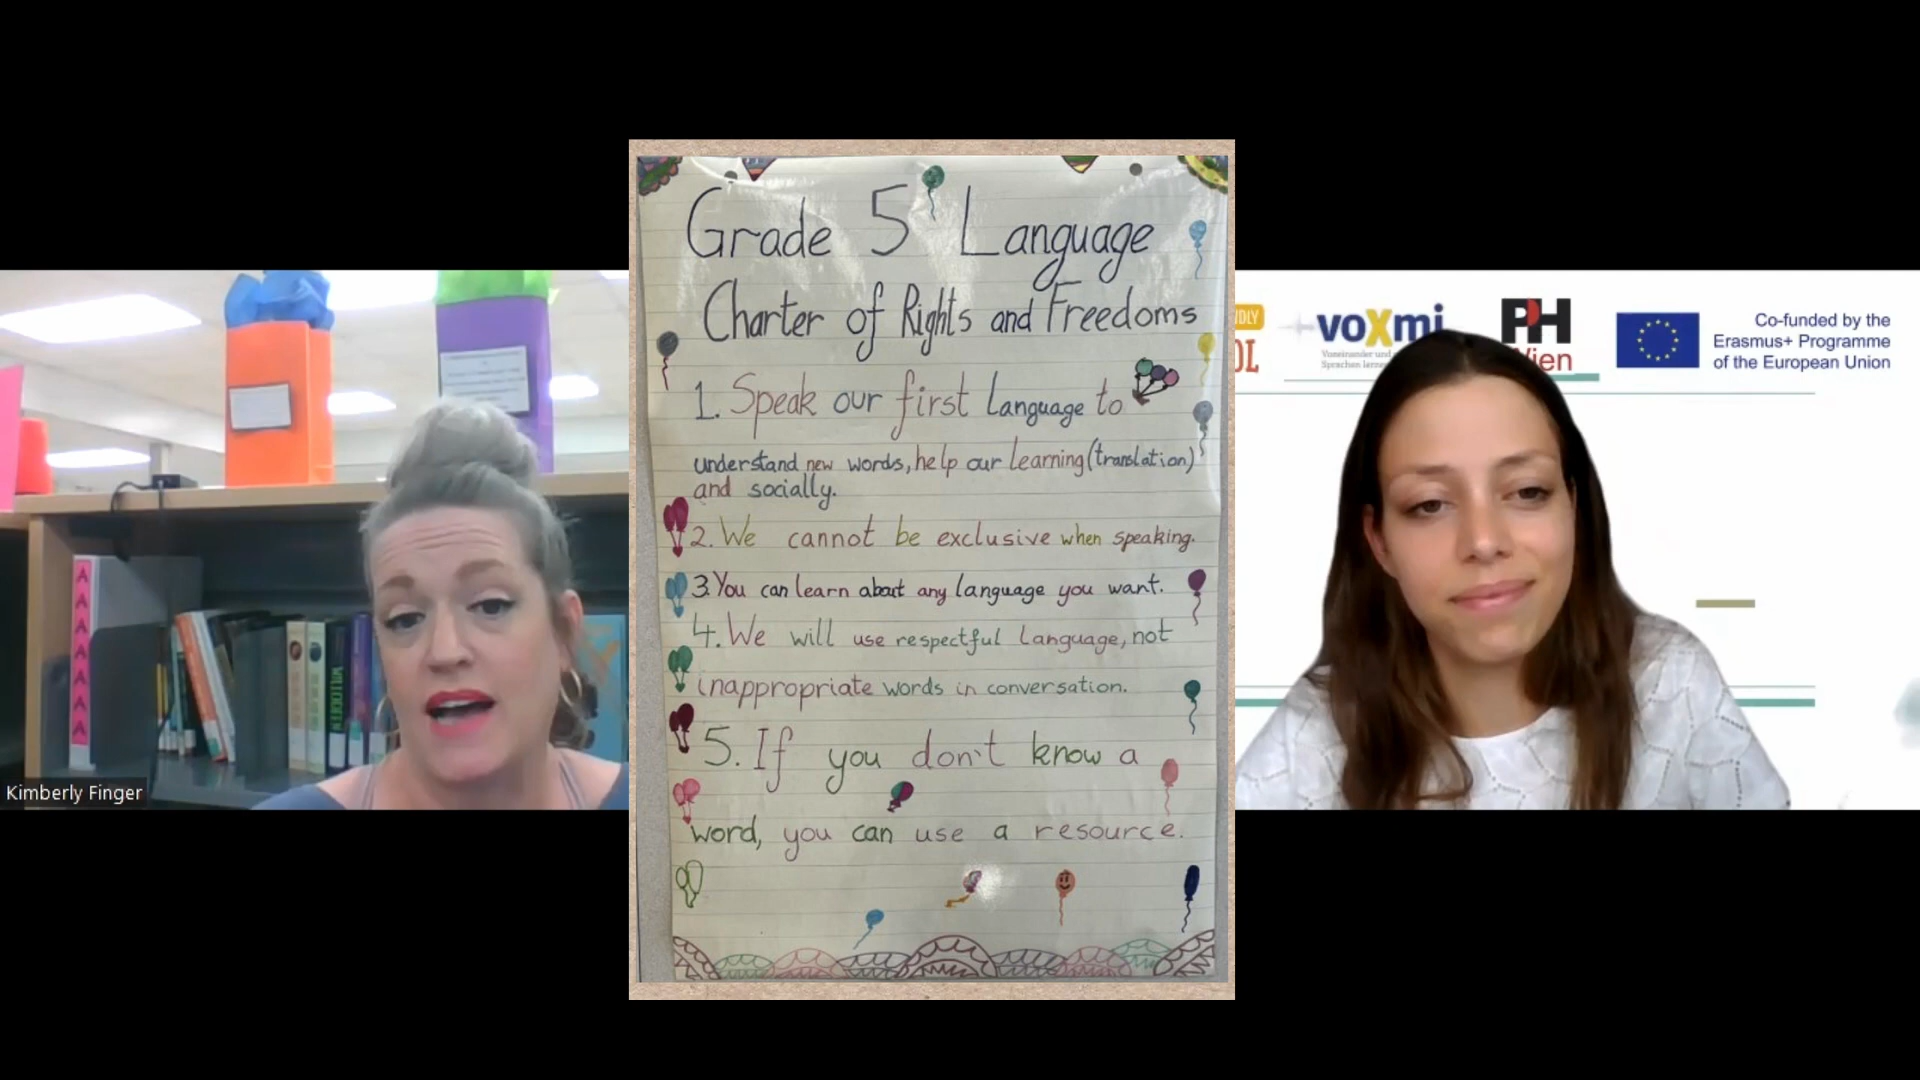 Grade 5 Language
Charter of Rights and Freedoms
1. Speak our first language to
understand new words, help our learning (translation)
and socially.
2. We cannot be exclusive when speaking.
3. You can learn about any language you want.
4. We will use respectful language, not
inappropriate words in conversation.
5. If you don't know a
word, you can use a resource.
A
A
A
A
A
A
A
Kimberly Finger
voXmi
PH
Wien
Co-funded by the
Erasmus+ Programme
of the European Union